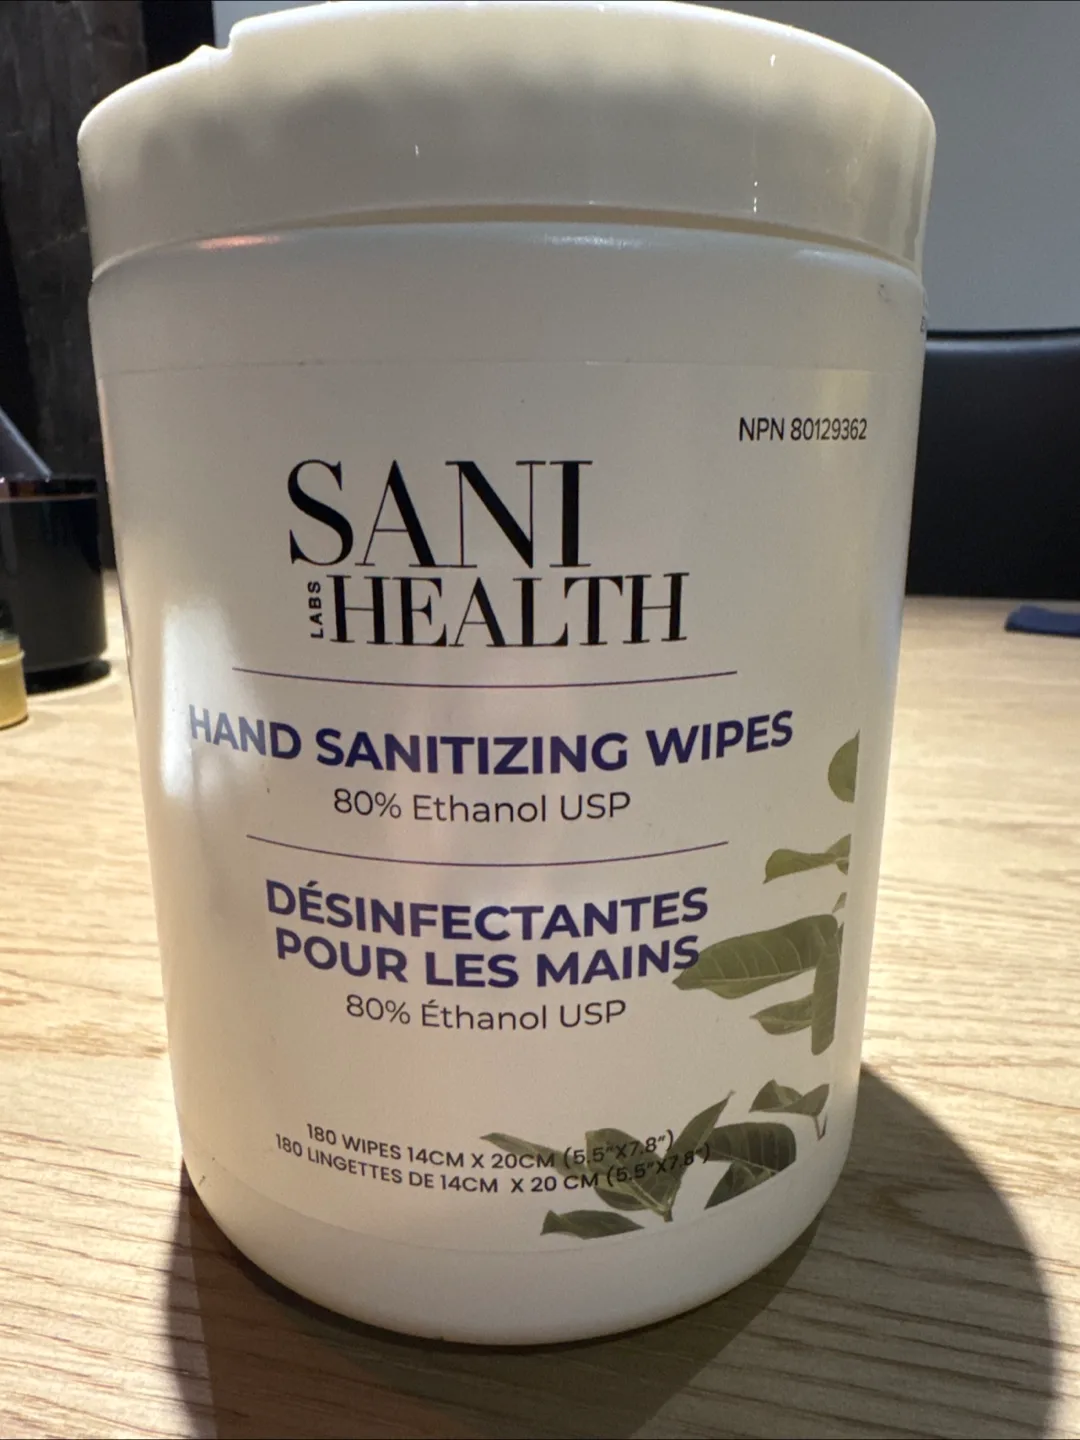 NPN 80129362
SANI
LABS HEALTH
HAND SANITIZING WIPES
80% Ethanol USP
DÉSINFECTANTES
POUR LES MAINS
80% Éthanol USP
180 WIPES 14CM X 20CM (5.5"X7.8")
180 LINGETTES DE 14CM X 20 CM (5.5"X7.8")